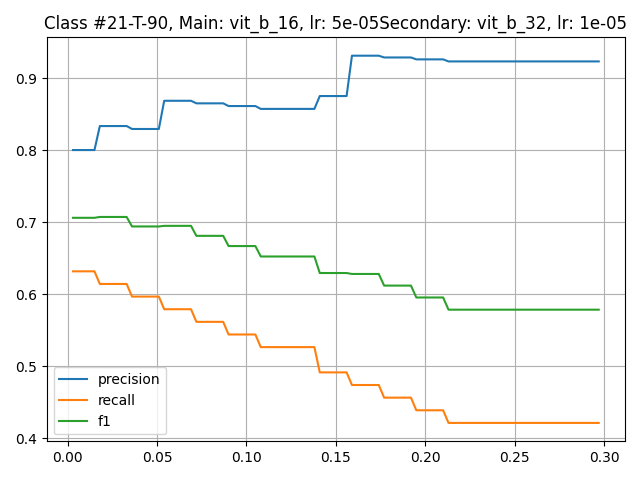 Class #21-T-90, Main: vit_b_16, lr: 5e-05Secondary: vit_b_32, lr: 1e-05
0.9
0.8
0.7
0.6
0.5
0.4
precision
recall
f1
0.00 0.05 0.10 0.15 0.20 0.25 0.30